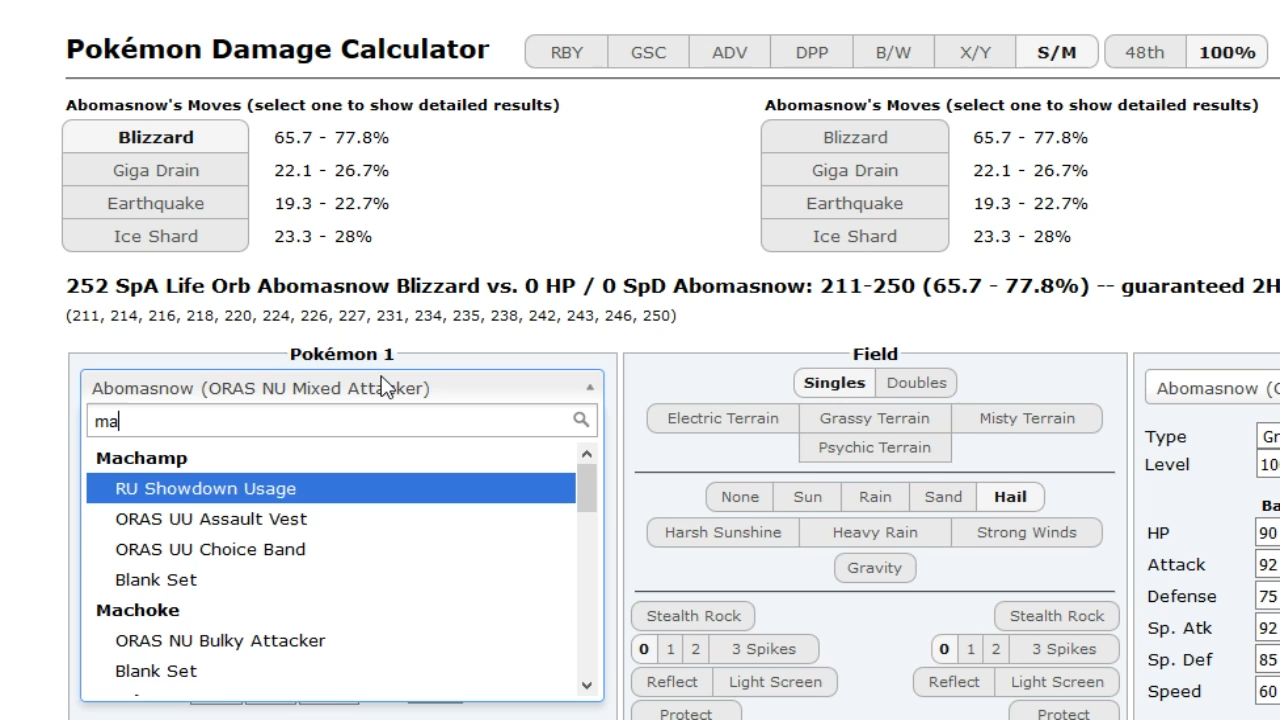 Pokémon Damage Calculator
RBY GSC ADV DPP B/W X/Y S/M 48th 100%
Abomasnow's Moves (select one to show detailed results)
Blizzard 65.7 - 77.8%
Giga Drain 22.1 - 26.7%
Earthquake 19.3 - 22.7%
Ice Shard 23.3 - 28%
Abomasnow's Moves (select one to show detailed results)
Blizzard 65.7 - 77.8%
Giga Drain 22.1 - 26.7%
Earthquake 19.3 - 22.7%
Ice Shard 23.3 - 28%
252 SpA Life Orb Abomasnow Blizzard vs. 0 HP / 0 SpD Abomasnow: 211-250 (65.7 - 77.8%) -- guaranteed 2H
(211, 214, 216, 218, 220, 224, 226, 227, 231, 234, 235, 238, 242, 243, 246, 250)
Pokémon 1
Abomasnow (ORAS NU Mixed Attacker)
ma
Machamp
RU Showdown Usage
ORAS UU Assault Vest
ORAS UU Choice Band
Blank Set
Machoke
ORAS NU Bulky Attacker
Blank Set
Field
Singles Doubles
Electric Terrain Grassy Terrain Misty Terrain
Psychic Terrain
None Sun Rain Sand Hail
Harsh Sunshine Heavy Rain Strong Winds
Gravity
Stealth Rock Stealth Rock
0 1 2 3 Spikes 0 1 2 3 Spikes
Reflect Light Screen Reflect Light Screen
Protect Protect
Abomasnow (O
Type Gr
Level 10
Ba
HP 90
Attack 92
Defense 75
Sp. Atk 92
Sp. Def 85
Speed 60